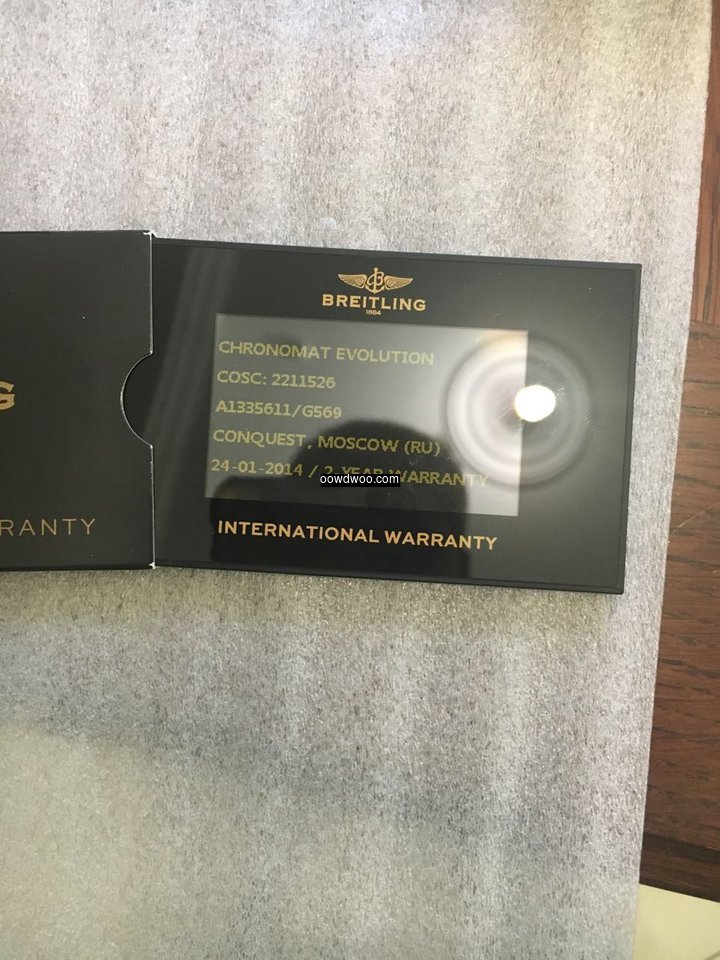 BREITLING
1884
CHRONOMAT EVOLUTION
COSC: 2211526
A1335611/G569
CONQUEST, MOSCOW (RU)
24-01-2014 / 2-YEAR WARRANTY
oowdwoo.com
INTERNATIONAL WARRANTY
G
RANTY